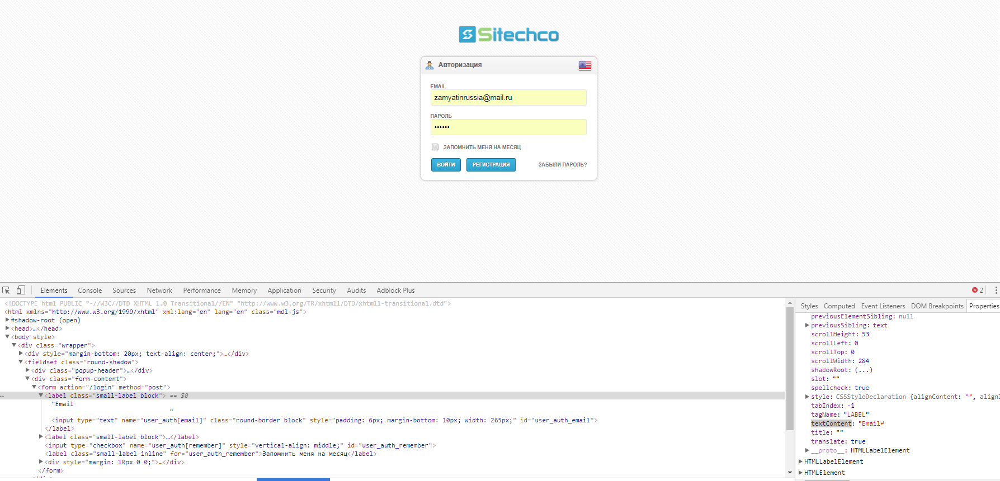 Sitechco
Авторизация
EMAIL
zamyatinrussia@mail.ru
ПАРОЛЬ
••••••
ЗАПОМНИТЬ МЕНЯ НА МЕСЯЦ
ВОЙТИ РЕГИСТРАЦИЯ ЗАБЫЛИ ПАРОЛЬ?
Elements Console Sources Network Performance Memory Application Security Audits Adblock Plus 2
<!DOCTYPE html PUBLIC "-//W3C//DTD XHTML 1.0 Transitional//EN" "http://www.w3.org/TR/xhtml1/DTD/xhtml1-transitional.dtd">
<html xmlns="http://www.w3.org/1999/xhtml" xml:lang="en" lang="en" class="mdl-js">
▶#shadow-root (open)
▶<head>…</head>
▼<body style>
▼<div class="wrapper">
▶<div style="margin-bottom: 20px; text-align: center;">…</div>
▼<fieldset class="round-shadow">
▶<div class="popup-header">…</div>
▼<div class="form-content">
▼<form action="/login" method="post">
▼<label class="small-label block"> == $0
"Email
"
<input type="text" name="user_auth[email]" class="round-border block" style="padding: 6px; margin-bottom: 10px; width: 265px;" id="user_auth_email">
</label>
▶<label class="small-label block">…</label>
<input type="checkbox" name="user_auth[remember]" style="vertical-align: middle;" id="user_auth_remember">
<label class="small-label inline" for="user_auth_remember">Запомнить меня на месяц</label>
▶<div style="margin: 10px 0 0;">…</div>
</form>
Styles Computed Event Listeners DOM Breakpoints Properties
previousElementSibling: null
▶previousSibling: text
scrollHeight: 53
scrollLeft: 0
scrollTop: 0
scrollWidth: 284
shadowRoot: (...)
slot: ""
spellcheck: true
▶style: CSSStyleDeclaration {alignContent: "",
tabIndex: -1
tagName: "LABEL"
textContent: "Email↵
title: ""
translate: true
▶__proto__: HTMLLabelElement
▶HTMLLabelElement
▶HTMLElement